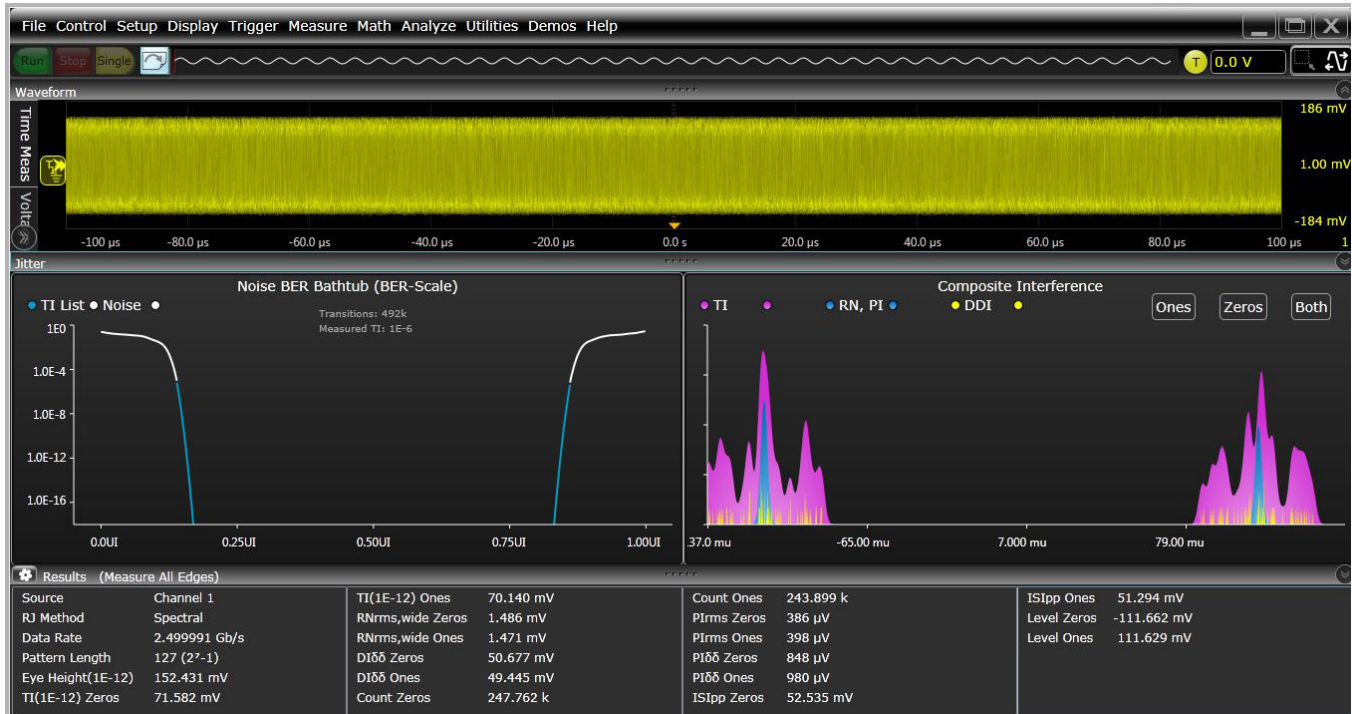 File Control Setup Display Trigger Measure Math Analyze Utilities Demos Help
Run Stop Single T 0.0 V
Waveform
Time Meas
Volta
186 mV
1.00 mV
-184 mV
-100 µs -80.0 µs -60.0 µs -40.0 µs -20.0 µs 0.0 s 20.0 µs 40.0 µs 60.0 µs 80.0 µs 100 µs 1
Jitter
Noise BER Bathtub (BER-Scale)
TI List Noise
Transitions: 492k
Measured TI: 1E-6
1E0
1.0E-4
1.0E-8
1.0E-12
1.0E-16
0.0UI 0.25UI 0.50UI 0.75UI 1.00UI
Composite Interference
TI RN, PI DDI
Ones Zeros Both
.37.0 mu -65.00 mu 7.000 mu 79.00 mu
Results (Measure All Edges)
Source Channel 1
RJ Method Spectral
Data Rate 2.499991 Gb/s
Pattern Length 127 (2⁷-1)
Eye Height(1E-12) 152.431 mV
TI(1E-12) Zeros 71.582 mV
TI(1E-12) Ones 70.140 mV
RNrms,wide Zeros 1.486 mV
RNrms,wide Ones 1.471 mV
DIδδ Zeros 50.677 mV
DIδδ Ones 49.445 mV
Count Zeros 247.762 k
Count Ones 243.899 k
PIrms Zeros 386 µV
PIrms Ones 398 µV
PIδδ Zeros 848 µV
PIδδ Ones 980 µV
ISIpp Zeros 52.535 mV
ISIpp Ones 51.294 mV
Level Zeros -111.662 mV
Level Ones 111.629 mV